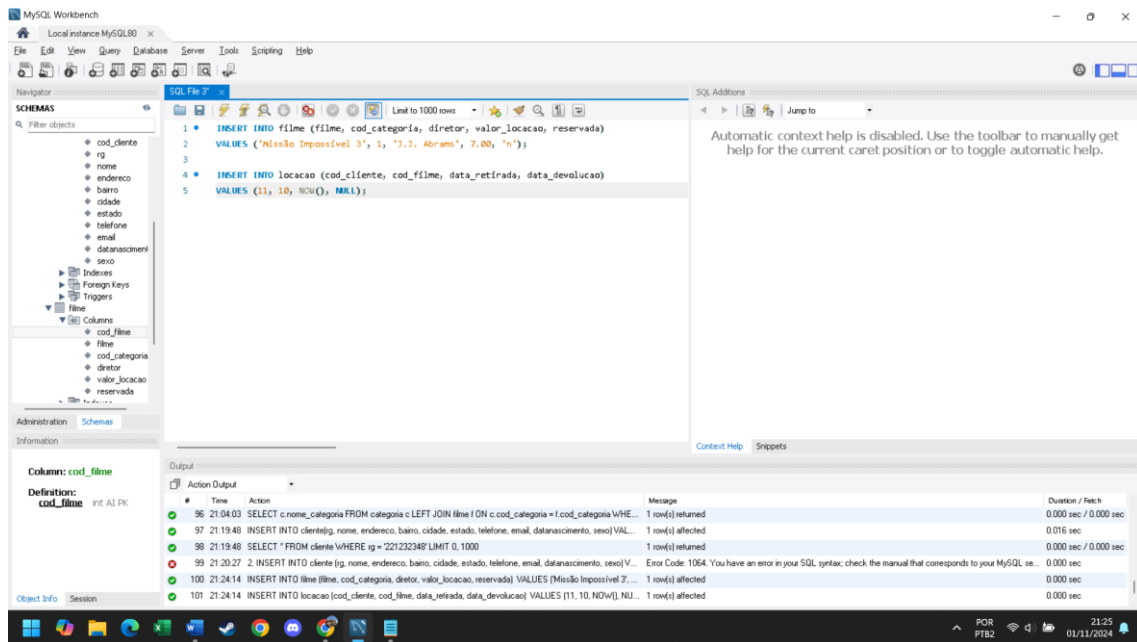 MySQL Workbench
Local instance MySQL80 ×
File Edit View Query Database Server Tools Scripting Help
Navigator
SCHEMAS
Filter objects
cod_cliente
rg
nome
endereco
bairro
cidade
estado
telefone
email
datanasciment
sexo
Indexes
Foreign Keys
Triggers
filme
Columns
cod_filme
filme
cod_categoria
diretor
valor_locacao
reservada
Administration Schemas
Information
Column: cod_filme
Definition:
cod_filme int AI PK
Object Info Session
SQL File 3* ×
Limit to 1000 rows
1 INSERT INTO filme (filme, cod_categoria, diretor, valor_locacao, reservada)
2 VALUES ('Missão Impossível 3', 1, 'J.J. Abrams', 7.00, 'n');
3
4 INSERT INTO locacao (cod_cliente, cod_filme, data_retirada, data_devolucao)
5 VALUES (11, 10, NOW(), NULL);
SQL Additions
Jump to
Automatic context help is disabled. Use the toolbar to manually get
help for the current caret position or to toggle automatic help.
Context Help Snippets
Output
Action Output
# Time Action Message Duration / Fetch
96 21:04:03 SELECT c.nome_categoria FROM categoria c LEFT JOIN filme f ON c.cod_categoria = f.cod_categoria WHE... 1 row(s) returned 0.000 sec / 0.000 sec
97 21:19:48 INSERT INTO cliente(rg, nome, endereco, bairro, cidade, estado, telefone, email, datanascimento, sexo) VAL... 1 row(s) affected 0.016 sec
98 21:19:48 SELECT * FROM cliente WHERE rg = '221232348' LIMIT 0, 1000 1 row(s) returned 0.000 sec / 0.000 sec
99 21:20:27 2. INSERT INTO cliente (rg, nome, endereco, bairro, cidade, estado, telefone, email, datanascimento, sexo) V... Error Code: 1064. You have an error in your SQL syntax; check the manual that corresponds to your MySQL se... 0.000 sec
100 21:24:14 INSERT INTO filme (filme, cod_categoria, diretor, valor_locacao, reservada) VALUES ('Missão Impossível 3', ... 1 row(s) affected 0.000 sec
101 21:24:14 INSERT INTO locacao (cod_cliente, cod_filme, data_retirada, data_devolucao) VALUES (11, 10, NOW(), NU... 1 row(s) affected 0.000 sec
POR
PTB2
21:25
01/11/2024